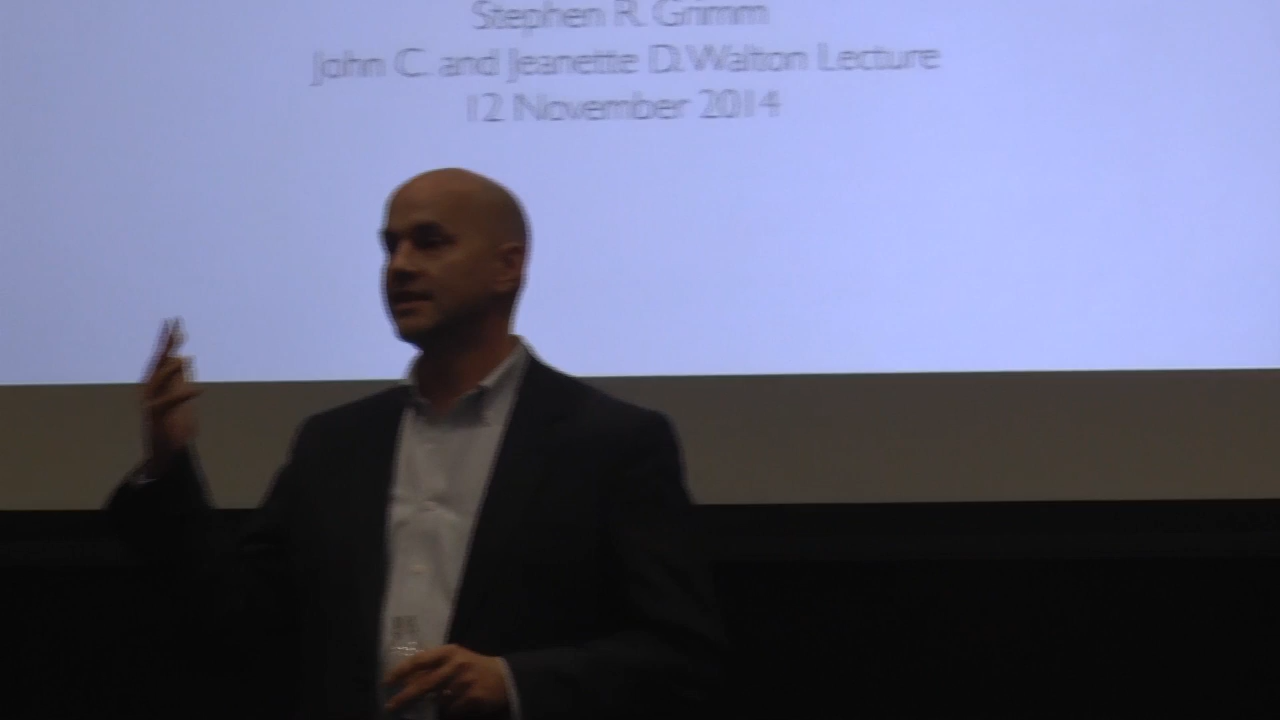 Stephen R. Grimm
John C. and Jeanette D. Walton Lecture
12 November 2014